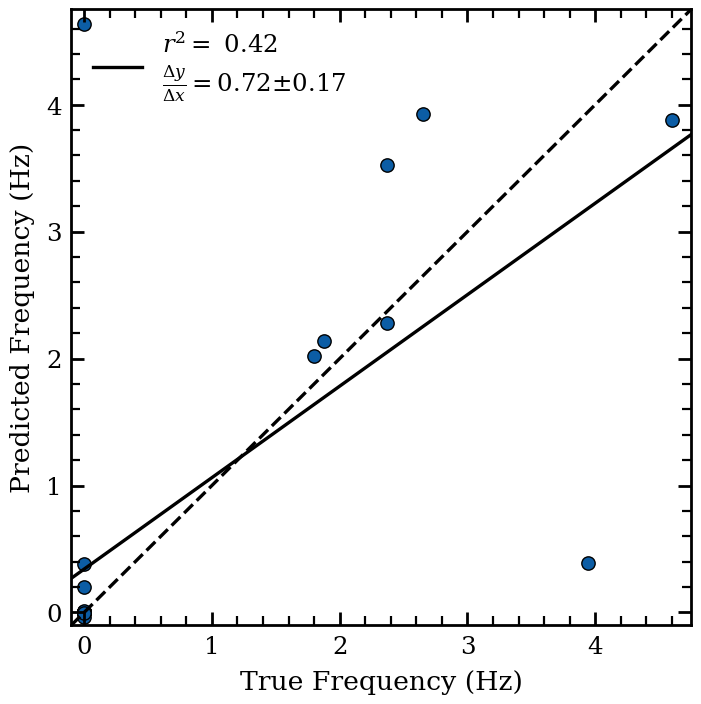 r² = 0.42
Δy/Δx = 0.72±0.17
4
3
2
1
0
Predicted Frequency (Hz)
0 1 2 3 4
True Frequency (Hz)